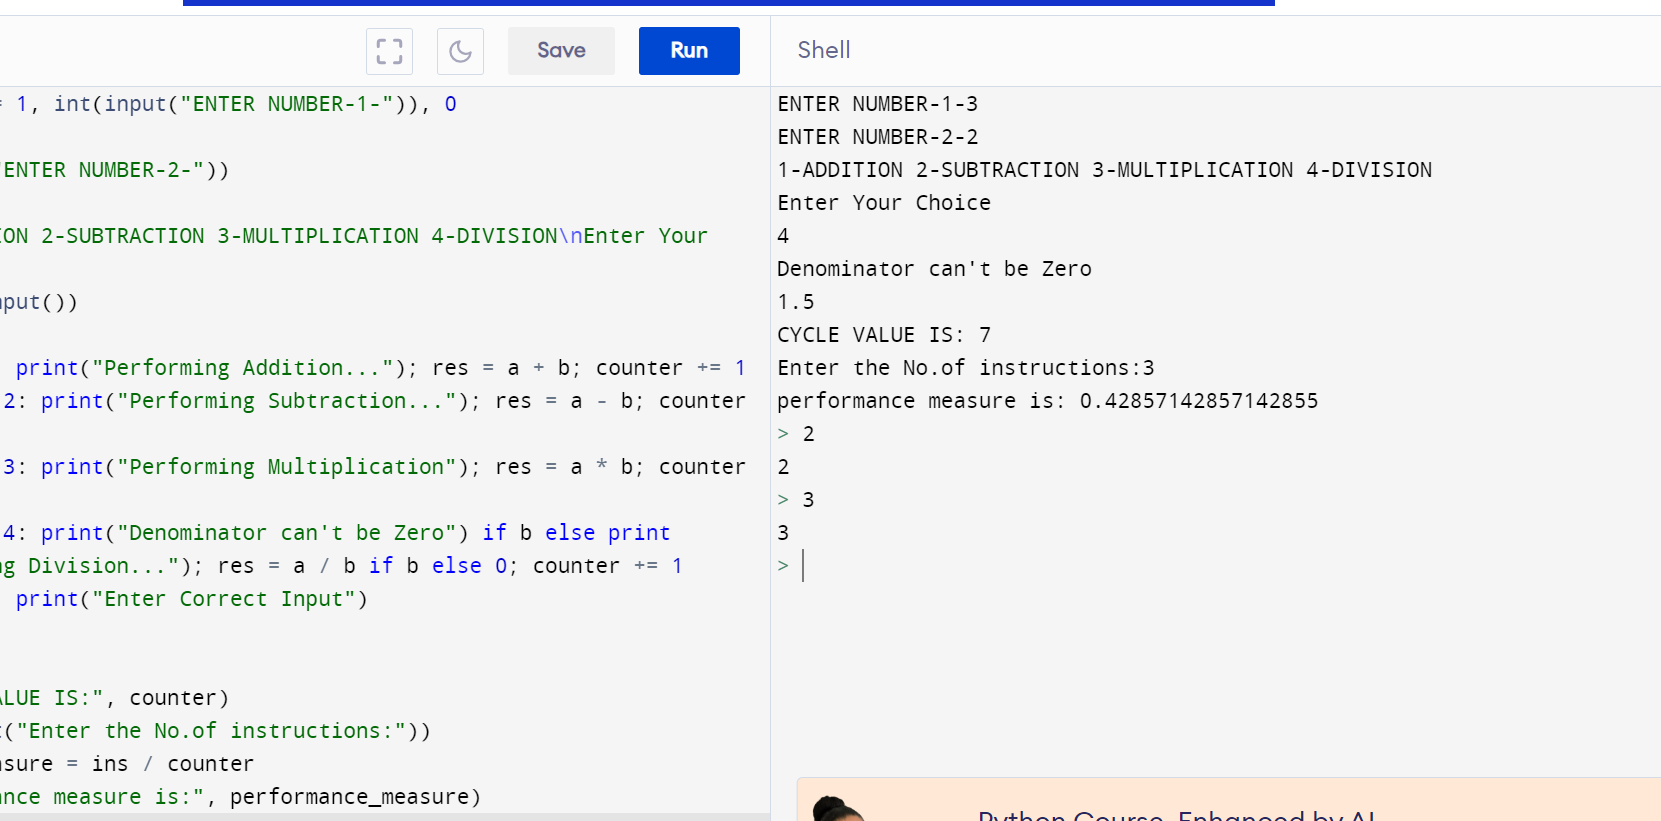 Save
Run
= 1, int(input("ENTER NUMBER-1-")), 0
"ENTER NUMBER-2-"))
ION 2-SUBTRACTION 3-MULTIPLICATION 4-DIVISION\nEnter Your
nput())
print("Performing Addition..."); res = a + b; counter += 1
2: print("Performing Subtraction..."); res = a - b; counter
3: print("Performing Multiplication"); res = a * b; counter
4: print("Denominator can't be Zero") if b else print
ng Division..."); res = a / b if b else 0; counter += 1
print("Enter Correct Input")
ALUE IS:", counter)
t("Enter the No.of instructions:"))
asure = ins / counter
ance measure is:", performance_measure)
Shell
ENTER NUMBER-1-3
ENTER NUMBER-2-2
1-ADDITION 2-SUBTRACTION 3-MULTIPLICATION 4-DIVISION
Enter Your Choice
4
Denominator can't be Zero
1.5
CYCLE VALUE IS: 7
Enter the No.of instructions:3
performance measure is: 0.42857142857142855
> 2
2
> 3
3
>
Python Course, Enhanced by AI